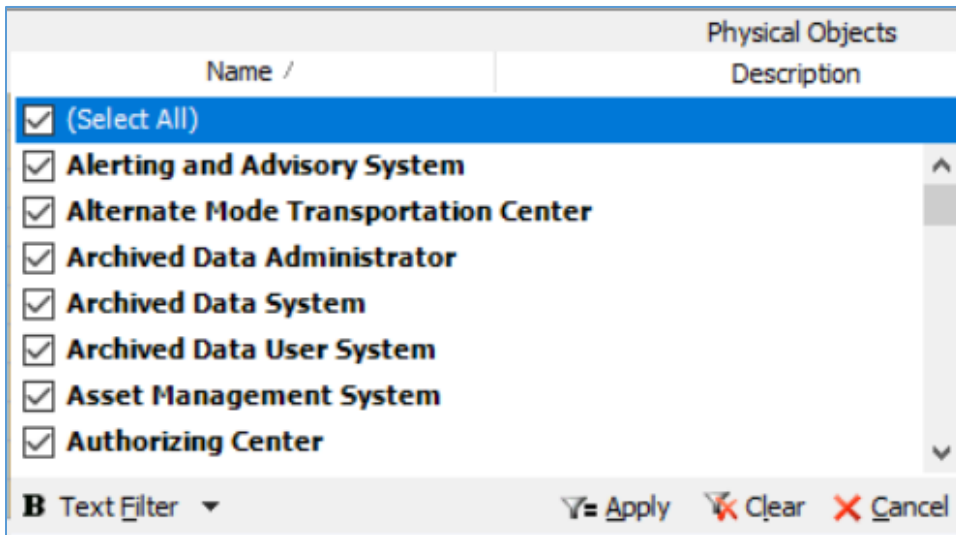 Physical Objects
Name / Description
(Select All)
Alerting and Advisory System
Alternate Mode Transportation Center
Archived Data Administrator
Archived Data System
Archived Data User System
Asset Management System
Authorizing Center
B Text Filter Apply Clear Cancel